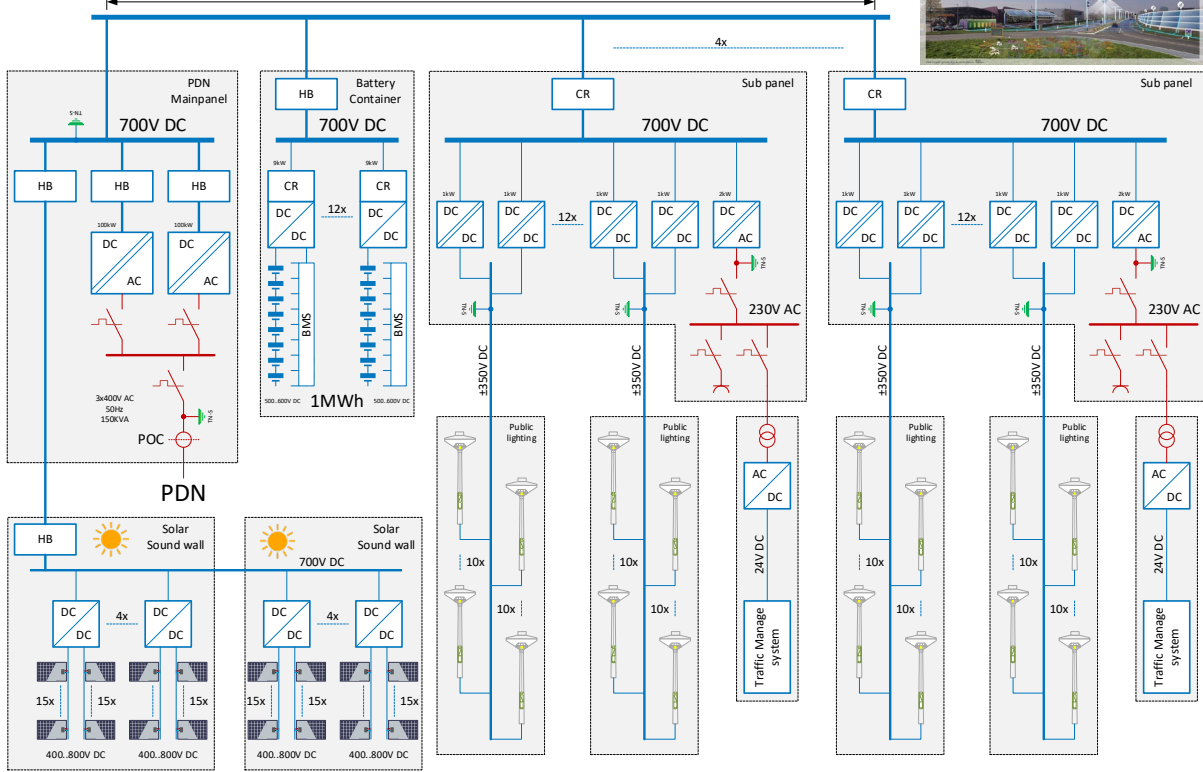 4x
PDN
Mainpanel
TN-S
700V DC
HB
HB
HB
100kW
100kW
DC
AC
DC
AC
3x400V AC
50Hz
150KVA
TN-S
POC
PDN
HB
Battery
Container
700V DC
9kW
9kW
CR
CR
DC
DC
12x
DC
DC
BMS
BMS
500..600V DC
1MWh
500..600V DC
CR
Sub panel
700V DC
1kW
1kW
1kW
1kW
2kW
DC
DC
DC
DC
12x
DC
DC
DC
DC
DC
AC
TN-S
TN-S
TN-S
230V AC
±350V DC
±350V DC
Public
lighting
10x
10x
Public
lighting
10x
10x
AC
DC
24V DC
Traffic Manage
system
CR
Sub panel
700V DC
1kW
1kW
1kW
1kW
2kW
DC
DC
DC
DC
12x
DC
DC
DC
DC
DC
AC
TN-S
TN-S
TN-S
230V AC
±350V DC
±350V DC
Public
lighting
10x
10x
Public
lighting
10x
10x
AC
DC
24V DC
Traffic Manage
system
HB
Solar
Sound wall
700V DC
DC
DC
4x
DC
DC
15x
15x
15x
400..800V DC
400..800V DC
Solar
Sound wall
DC
DC
4x
DC
DC
15x
15x
15x
400..800V DC
400..800V DC